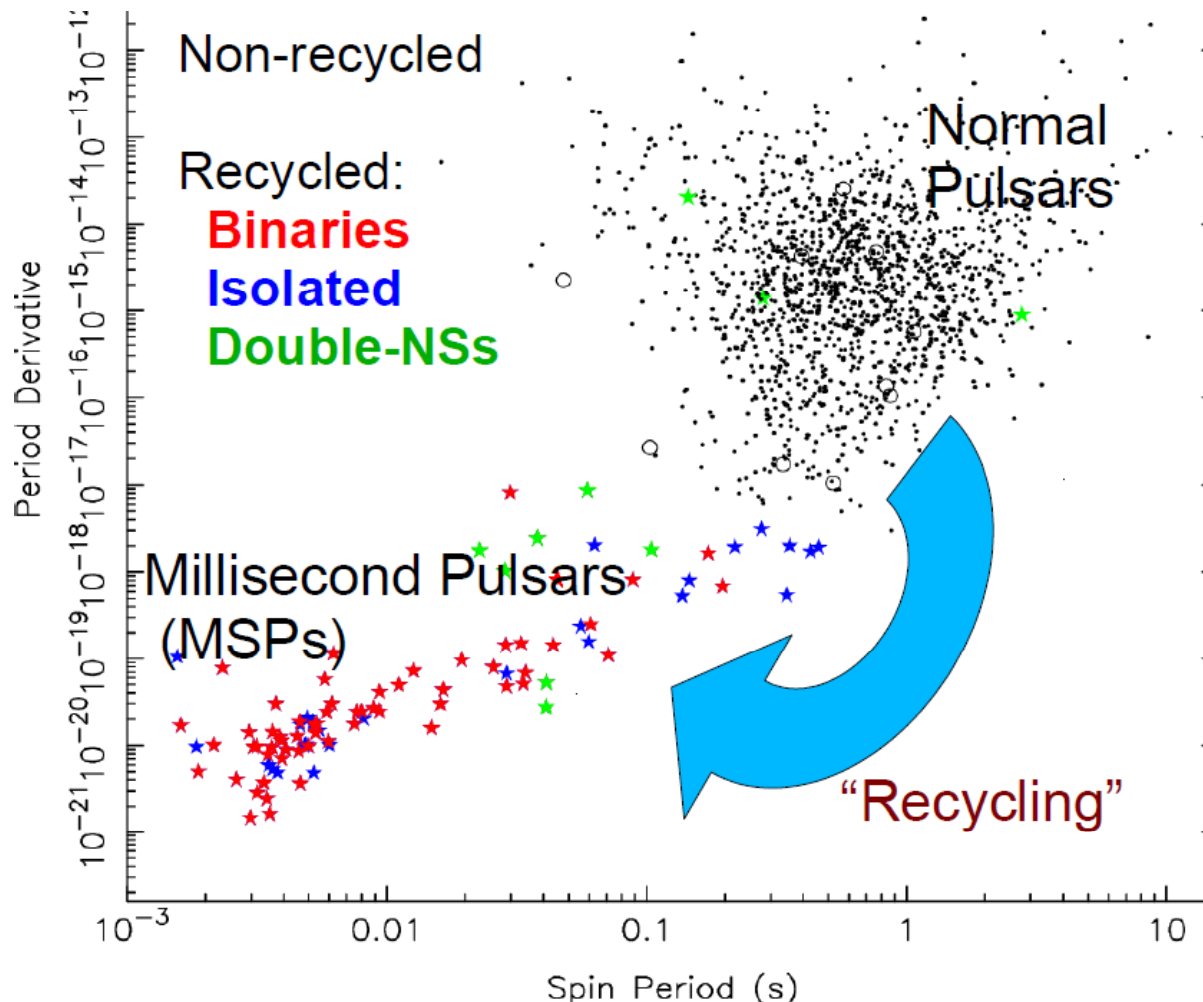 Non-recycled
Recycled:
Binaries
Isolated
Double-NSs
Normal
Pulsars
Millisecond Pulsars
(MSPs)
“Recycling”
Period Derivative
10⁻¹²
10⁻¹³
10⁻¹⁴
10⁻¹⁵
10⁻¹⁶
10⁻¹⁷
10⁻¹⁸
10⁻¹⁹
10⁻²⁰
10⁻²¹
10⁻³ 0.01 0.1 1 10
Spin Period (s)